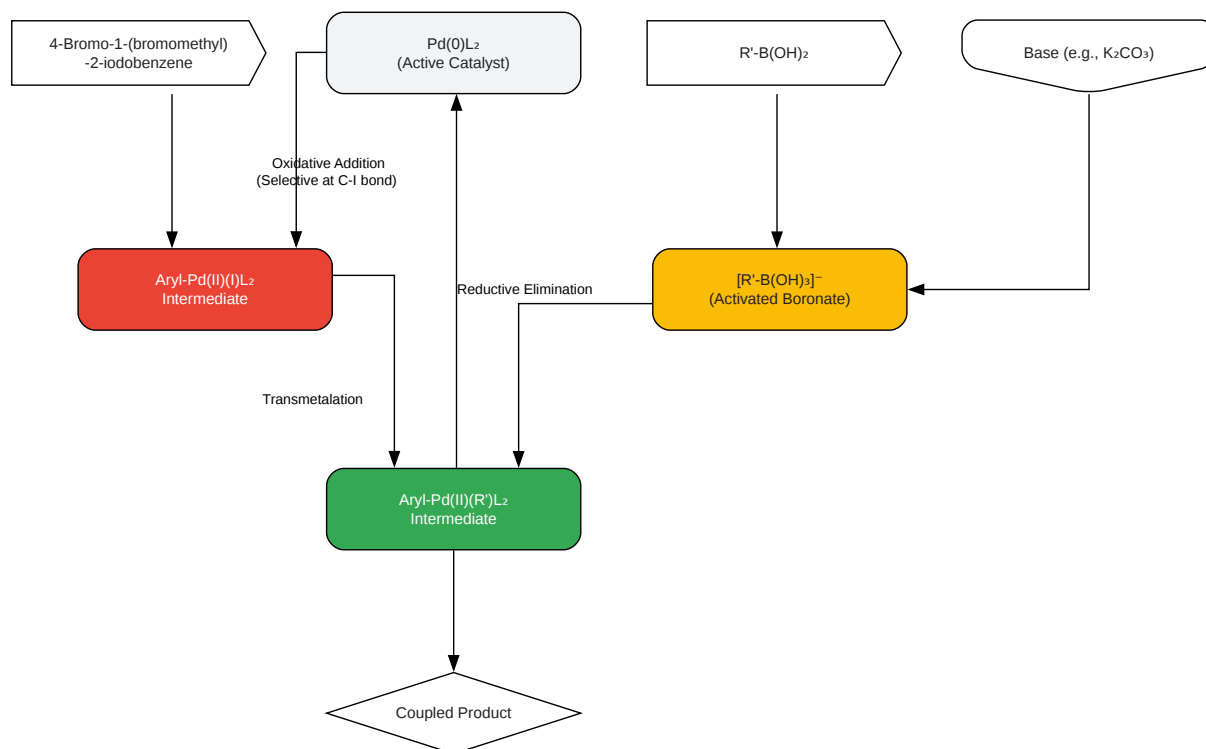 4-Bromo-1-(bromomethyl)
-2-iodobenzene
Pd(0)L₂
(Active Catalyst)
R'-B(OH)₂
Base (e.g., K₂CO₃)
Oxidative Addition
(Selective at C-I bond)
Aryl-Pd(II)(I)L₂
Intermediate
Reductive Elimination
[R'-B(OH)₃]⁻
(Activated Boronate)
Transmetalation
Aryl-Pd(II)(R')L₂
Intermediate
Coupled Product